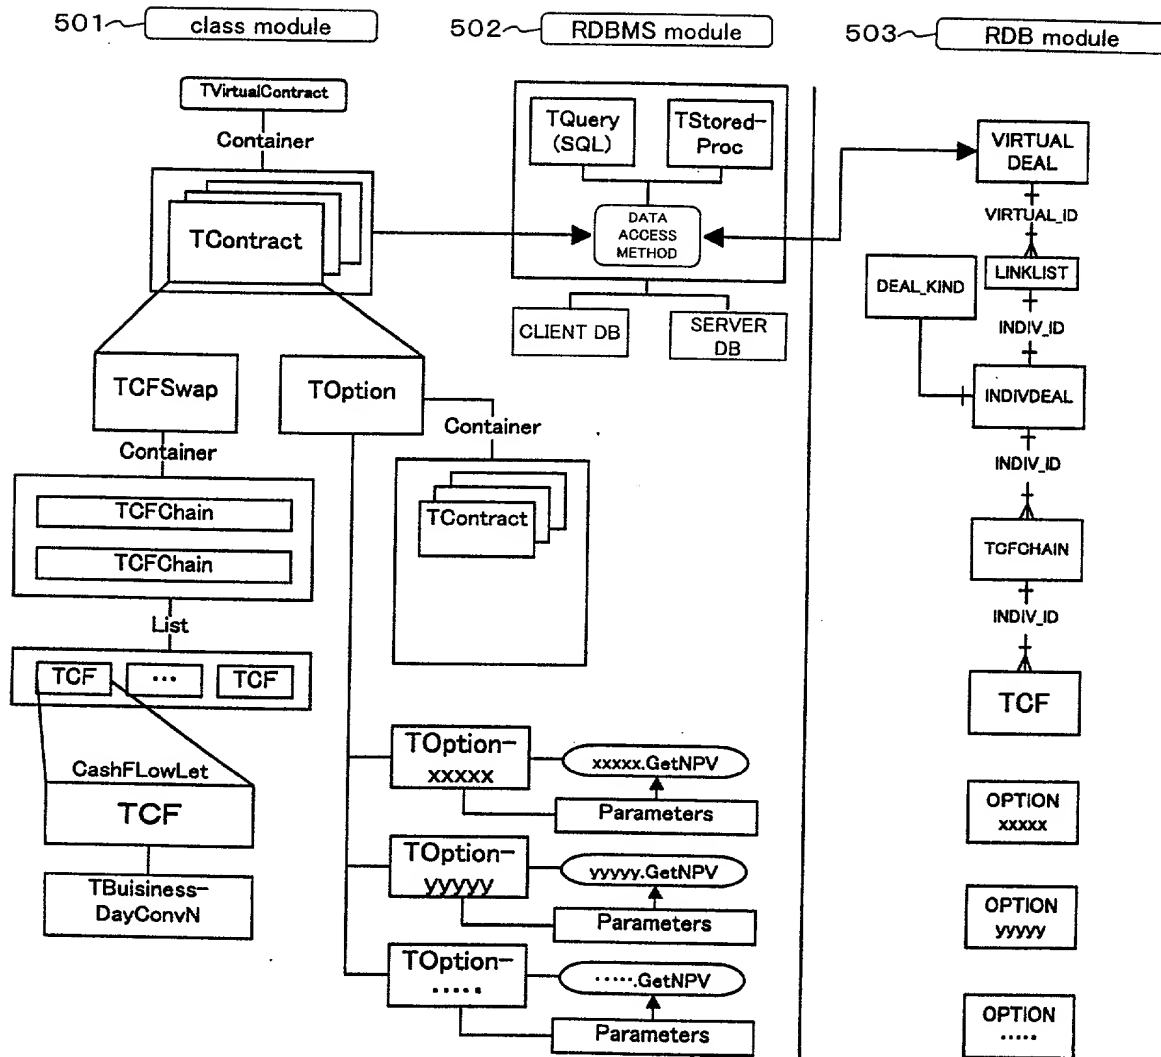 501 class module
502 RDBMS module
503 RDB module
TVirtualContract
Container
TContract
TCFSwap
TOption
Container
TCFChain
TCFChain
List
TCF
...
TCF
CashFLowLet
TCF
TBuisiness-
DayConvN
Container
TContract
TOption-
xxxxx
xxxxx.GetNPV
Parameters
TOption-
yyyyy
yyyyy.GetNPV
Parameters
TOption-
.....
.....GetNPV
Parameters
TQuery
(SQL)
TStored-
Proc
DATA
ACCESS
METHOD
CLIENT DB
SERVER
DB
VIRTUAL
DEAL
VIRTUAL_ID
LINKLIST
DEAL_KIND
INDIV_ID
INDIVDEAL
INDIV_ID
TCFCHAIN
INDIV_ID
TCF
OPTION
xxxxx
OPTION
yyyyy
OPTION
.....